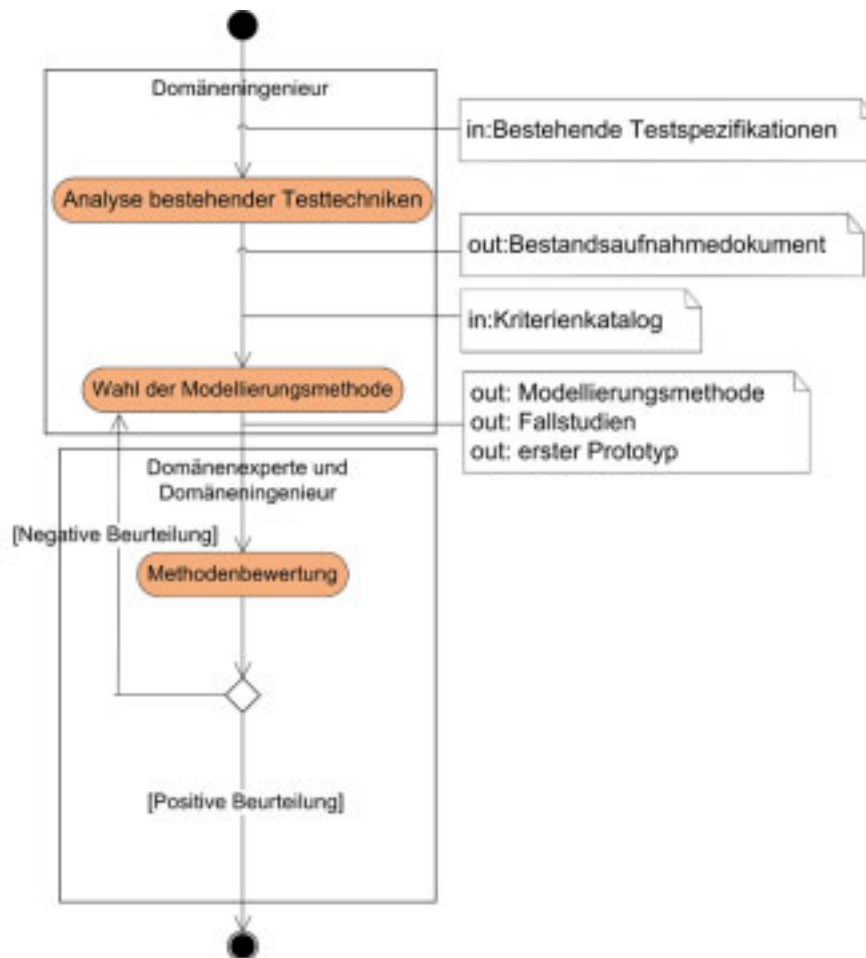 Domäneningenieur
in:Bestehende Testspezifikationen
Analyse bestehender Testtechniken
out:Bestandsaufnahmedokument
in:Kriterienkatalog
Wahl der Modellierungsmethode
out: Modellierungsmethode
out: Fallstudien
out: erster Prototyp
Domänenexperte und
Domäneningenieur
[Negative Beurteilung]
Methodenbewertung
[Positive Beurteilung]